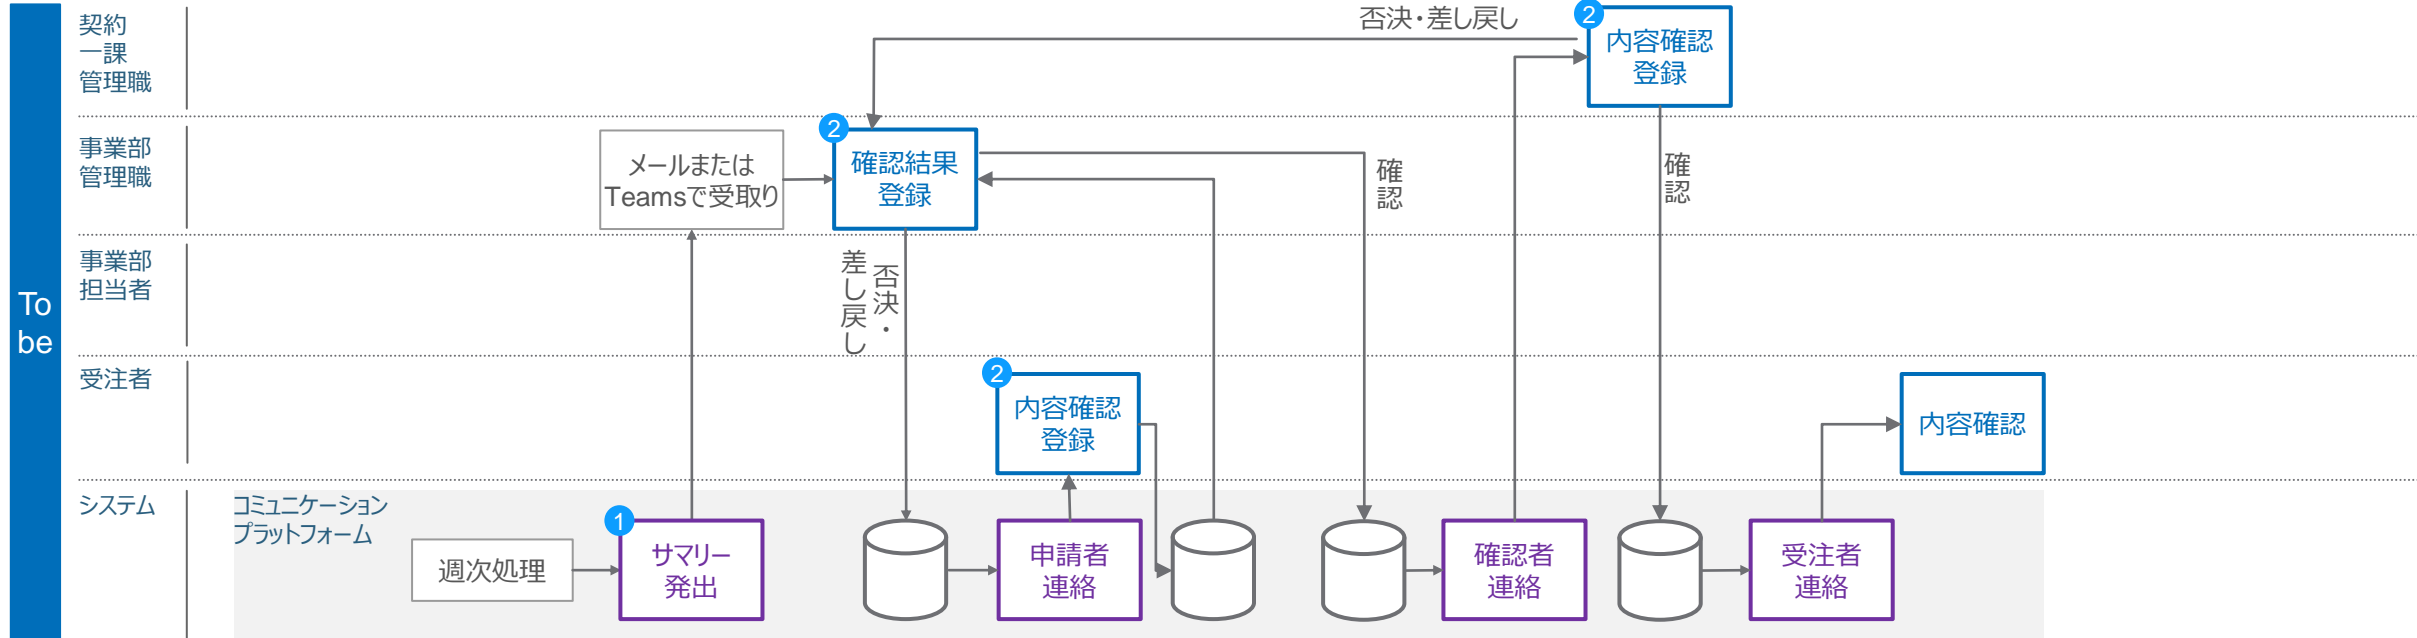 To
be
契約
一課
管理職
否決・差し戻し
2
内容確認
登録
事業部
管理職
メールまたは
Teamsで受取り
2
確認結果
登録
確認
確認
事業部
担当者
否決・
差し戻し
受注者
2
内容確認
登録
内容確認
システム
コミュニケーション
プラットフォーム
週次処理
1
サマリー
発出
申請者
連絡
確認者
連絡
受注者
連絡